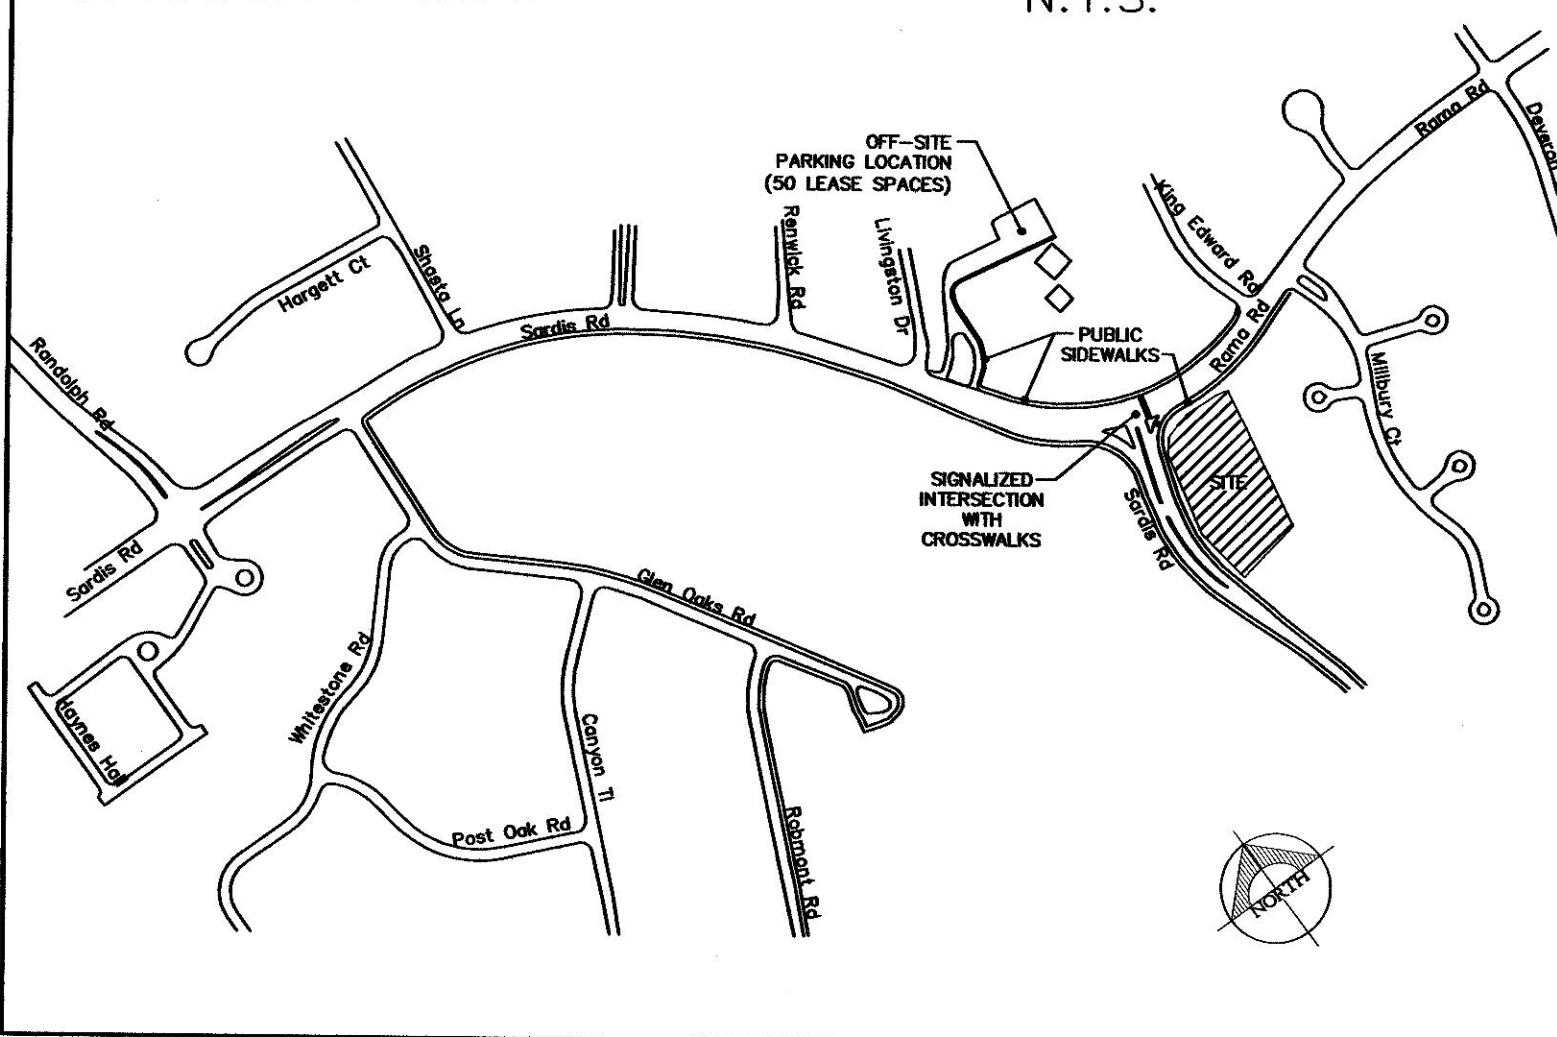 N.T.S.
OFF-SITE
PARKING LOCATION
(50 LEASE SPACES)
Rama Rd
Devaron
King Edward Rd
Renwick Rd
Livingston Dr
Shasta Ln
Hargett Ct
Sardis Rd
Randolph Rd
PUBLIC
SIDEWALKS
Rama Rd
Millbury Ct
SIGNALIZED
INTERSECTION
WITH
CROSSWALKS
SITE
Sardis Rd
Sardis Rd
Glen Oaks Rd
Whitestone Rd
Haynes Hall
Canyon Tl
Post Oak Rd
Robmont Rd
NORTH